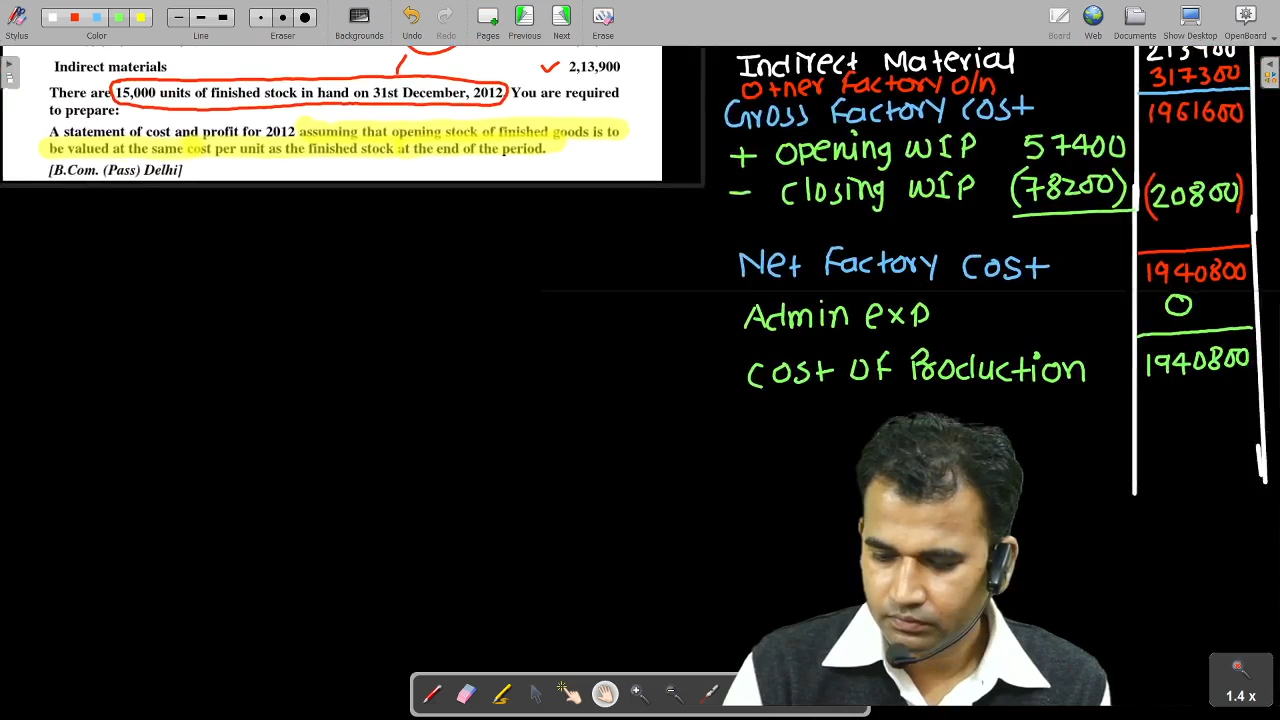 Stylus
Color
Line
Eraser
Backgrounds
Undo
Pages
Previous
Next
Erase
Board
Web
Documents
Show Desktop
Openboard
Indirect materials 2,13,900
There are 15,000 units of finished stock in hand on 31st December, 2012. You are required
to prepare:
A statement of cost and profit for 2012 assuming that opening stock of finished goods is to
be valued at the same cost per unit as the finished stock at the end of the period.
[B.Com. (Pass) Delhi]
Indirect Material 213900
Other Factory O/h 317300
Gross Factory Cost 1961600
+ Opening WIP 57400
- Closing WIP (78200) (20800)
Net Factory Cost 1940800
Admin exp 0
Cost of Production 1940800
1.4 x